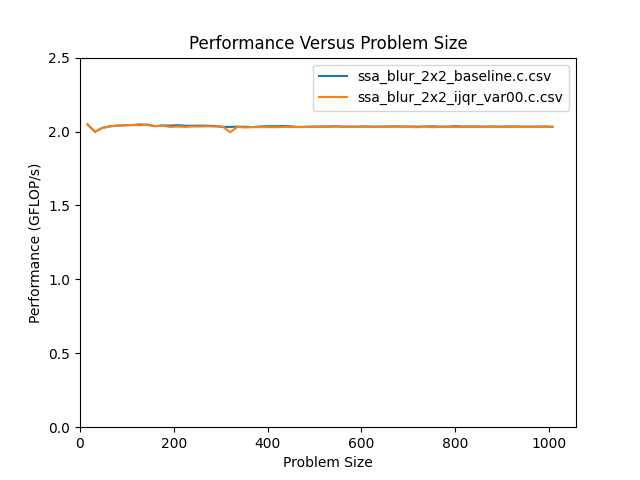 Performance Versus Problem Size
ssa_blur_2x2_baseline.c.csv
ssa_blur_2x2_ijqr_var00.c.csv
Performance (GFLOP/s)
2.5
2.0
1.5
1.0
0.5
0.0
0 200 400 600 800 1000
Problem Size